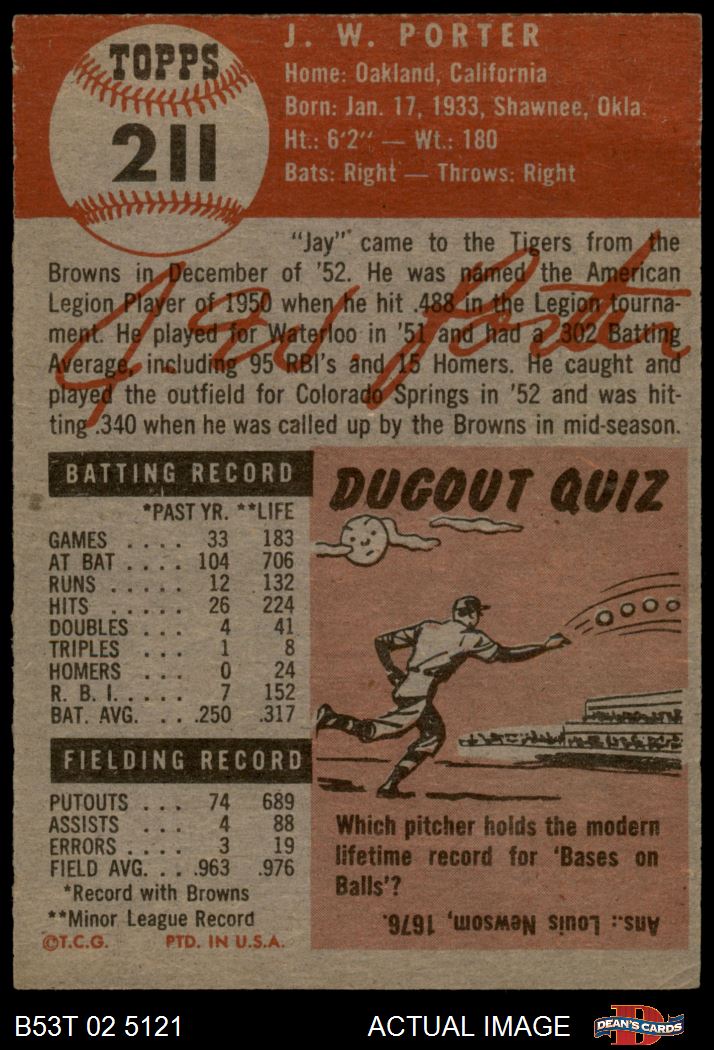 TOPPS
211
J. W. PORTER
Home: Oakland, California
Born: Jan. 17, 1933, Shawnee, Okla.
Ht.: 6'2" — Wt.: 180
Bats: Right — Throws: Right
"Jay" came to the Tigers from the
Browns in December of '52. He was named the American
Legion Player of 1950 when he hit .488 in the Legion tourna-
ment. He played for Waterloo in '51 and had a .302 Batting
Average, including 95 RBI's and 15 Homers. He caught and
played the outfield for Colorado Springs in '52 and was hit-
ting .340 when he was called up by the Browns in mid-season.
J. W. Porter
BATTING RECORD
*PAST YR. **LIFE
GAMES . . . . 33 183
AT BAT . . . . 104 706
RUNS . . . . . 12 132
HITS . . . . . 26 224
DOUBLES . . . 4 41
TRIPLES . . . 1 8
HOMERS . . . 0 24
R. B. I. . . . . 7 152
BAT. AVG. . . .250 .317
FIELDING RECORD
PUTOUTS . . . 74 689
ASSISTS . . . 4 88
ERRORS . . . 3 19
FIELD AVG. . . .963 .976
*Record with Browns
**Minor League Record
©T.C.G. PTD. IN U.S.A.
DUGOUT QUIZ
Which pitcher holds the modern
lifetime record for 'Bases on
Balls'?
Ans.: Louis Newsom, 1676.
B53T 02 5121 ACTUAL IMAGE
D
DEAN'S CARDS